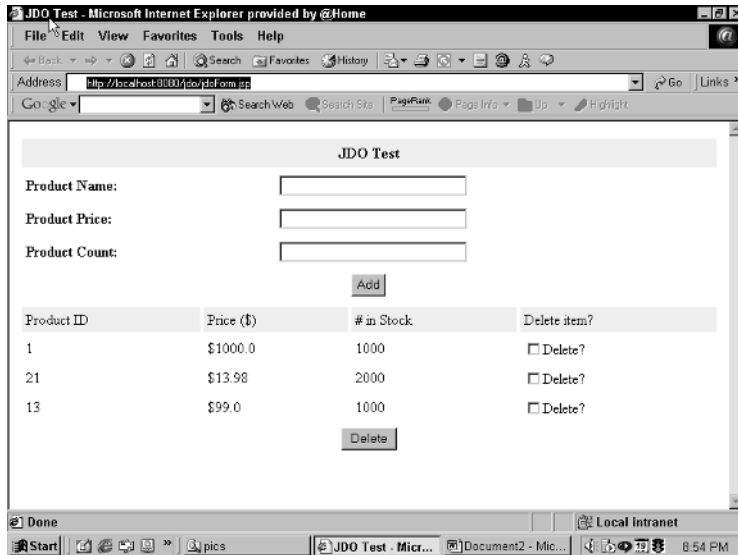 JDO Test - Microsoft Internet Explorer provided by @Home
File Edit View Favorites Tools Help
Back Search Favorites History
Address http://localhost:8080/jdo/jdoForm.jsp Go Links »
Google Search Web Search Site PageRank Page Info Up Highlight
JDO Test
Product Name:
Product Price:
Product Count:
Add
Product ID Price ($) # in Stock Delete item?
1 $1000.0 1000 Delete?
21 $13.98 2000 Delete?
13 $99.0 1000 Delete?
Delete
Done Local intranet
Start » pics JDO Test - Micr... Document2 - Mic... 8:54 PM